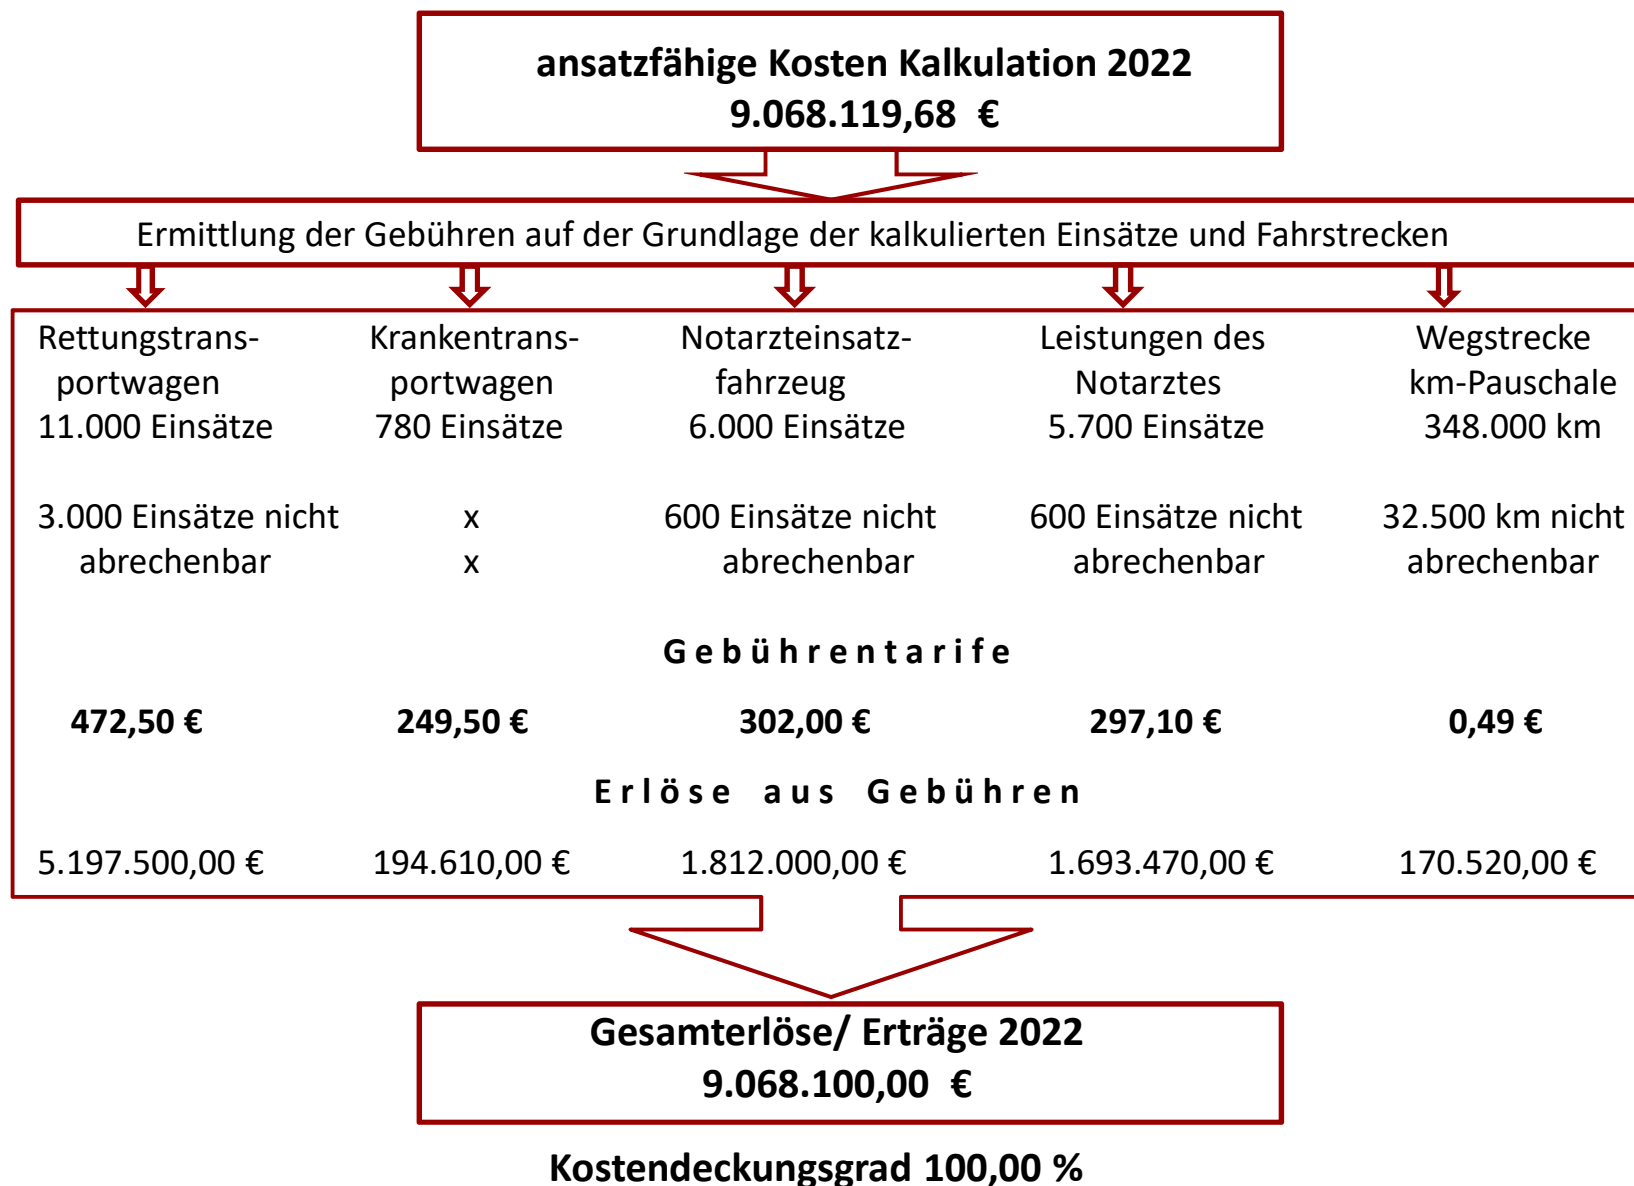 ansatzfähige Kosten Kalkulation 2022
9.068.119,68 €
Ermittlung der Gebühren auf der Grundlage der kalkulierten Einsätze und Fahrstrecken
Rettungstrans- Krankentrans- Notarzteinsatz- Leistungen des Wegstrecke
portwagen portwagen fahrzeug Notarztes km-Pauschale
11.000 Einsätze 780 Einsätze 6.000 Einsätze 5.700 Einsätze 348.000 km
3.000 Einsätze nicht x 600 Einsätze nicht 600 Einsätze nicht 32.500 km nicht
abrechenbar x abrechenbar abrechenbar abrechenbar
Gebührentarife
472,50 € 249,50 € 302,00 € 297,10 € 0,49 €
Erlöse aus Gebühren
5.197.500,00 € 194.610,00 € 1.812.000,00 € 1.693.470,00 € 170.520,00 €
Gesamterlöse/ Erträge 2022
9.068.100,00 €
Kostendeckungsgrad 100,00 %